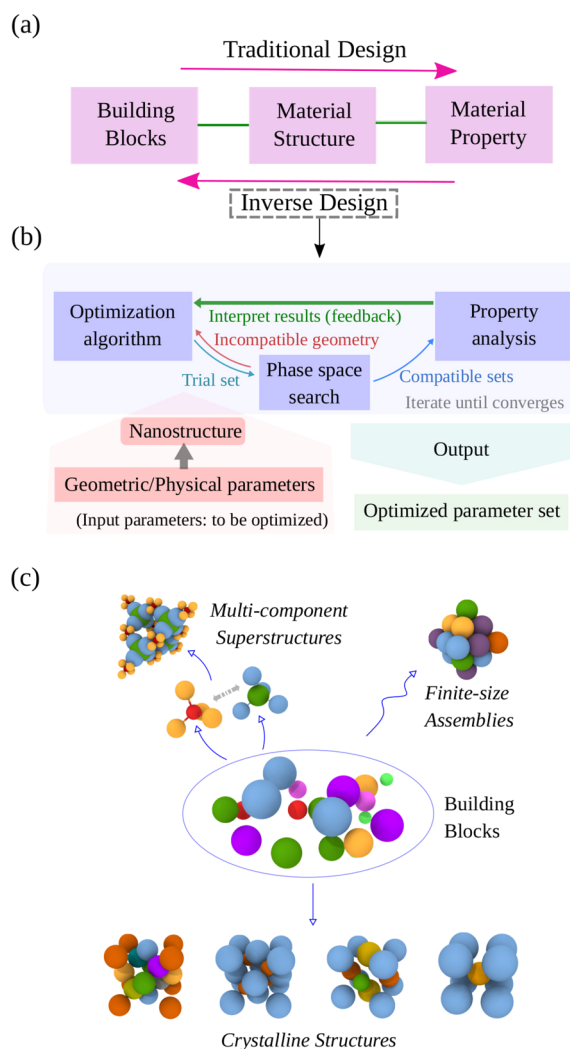 (a)
Traditional Design
Building
Blocks
Material
Structure
Material
Property
Inverse Design
(b)
Optimization
algorithm
Interpret results (feedback)
Incompatible geometry
Trial set
Phase space
search
Property
analysis
Compatible sets
Iterate until converges
Nanostructure
Geometric/Physical parameters
(Input parameters: to be optimized)
Output
Optimized parameter set
(c)
Multi-component
Superstructures
Finite-size
Assemblies
Building
Blocks
Crystalline Structures